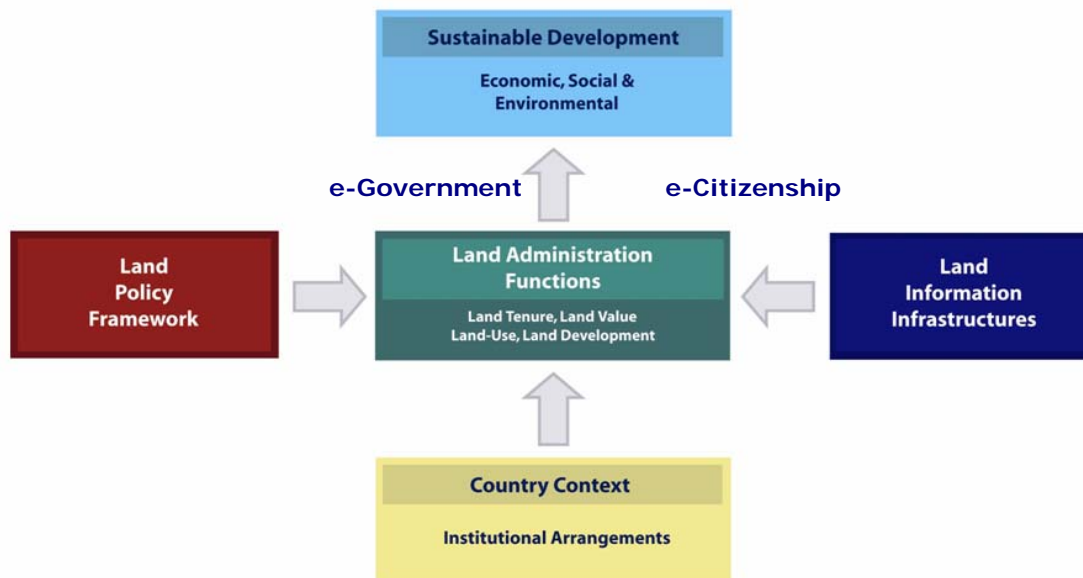 Sustainable Development
Economic, Social &
Environmental
e-Government
e-Citizenship
Land
Policy
Framework
Land Administration
Functions
Land Tenure, Land Value
Land-Use, Land Development
Land
Information
Infrastructures
Country Context
Institutional Arrangements